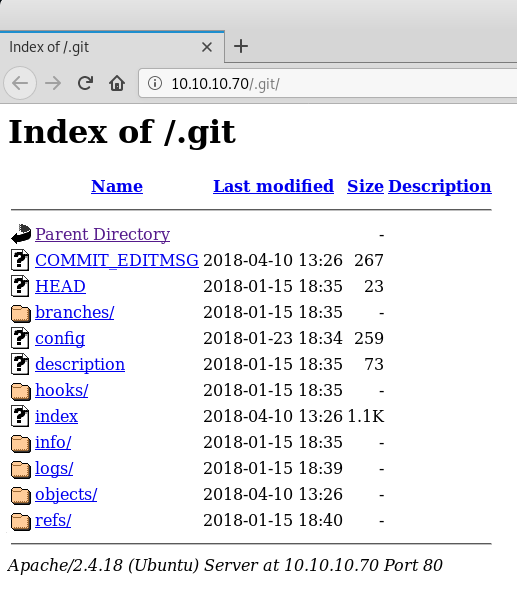 Index of /.git
10.10.10.70/.git/
Index of /.git
Name Last modified Size Description
Parent Directory -
COMMIT_EDITMSG 2018-04-10 13:26 267
HEAD 2018-01-15 18:35 23
branches/ 2018-01-15 18:35 -
config 2018-01-23 18:34 259
description 2018-01-15 18:35 73
hooks/ 2018-01-15 18:35 -
index 2018-04-10 13:26 1.1K
info/ 2018-01-15 18:35 -
logs/ 2018-01-15 18:39 -
objects/ 2018-04-10 13:26 -
refs/ 2018-01-15 18:40 -
Apache/2.4.18 (Ubuntu) Server at 10.10.10.70 Port 80